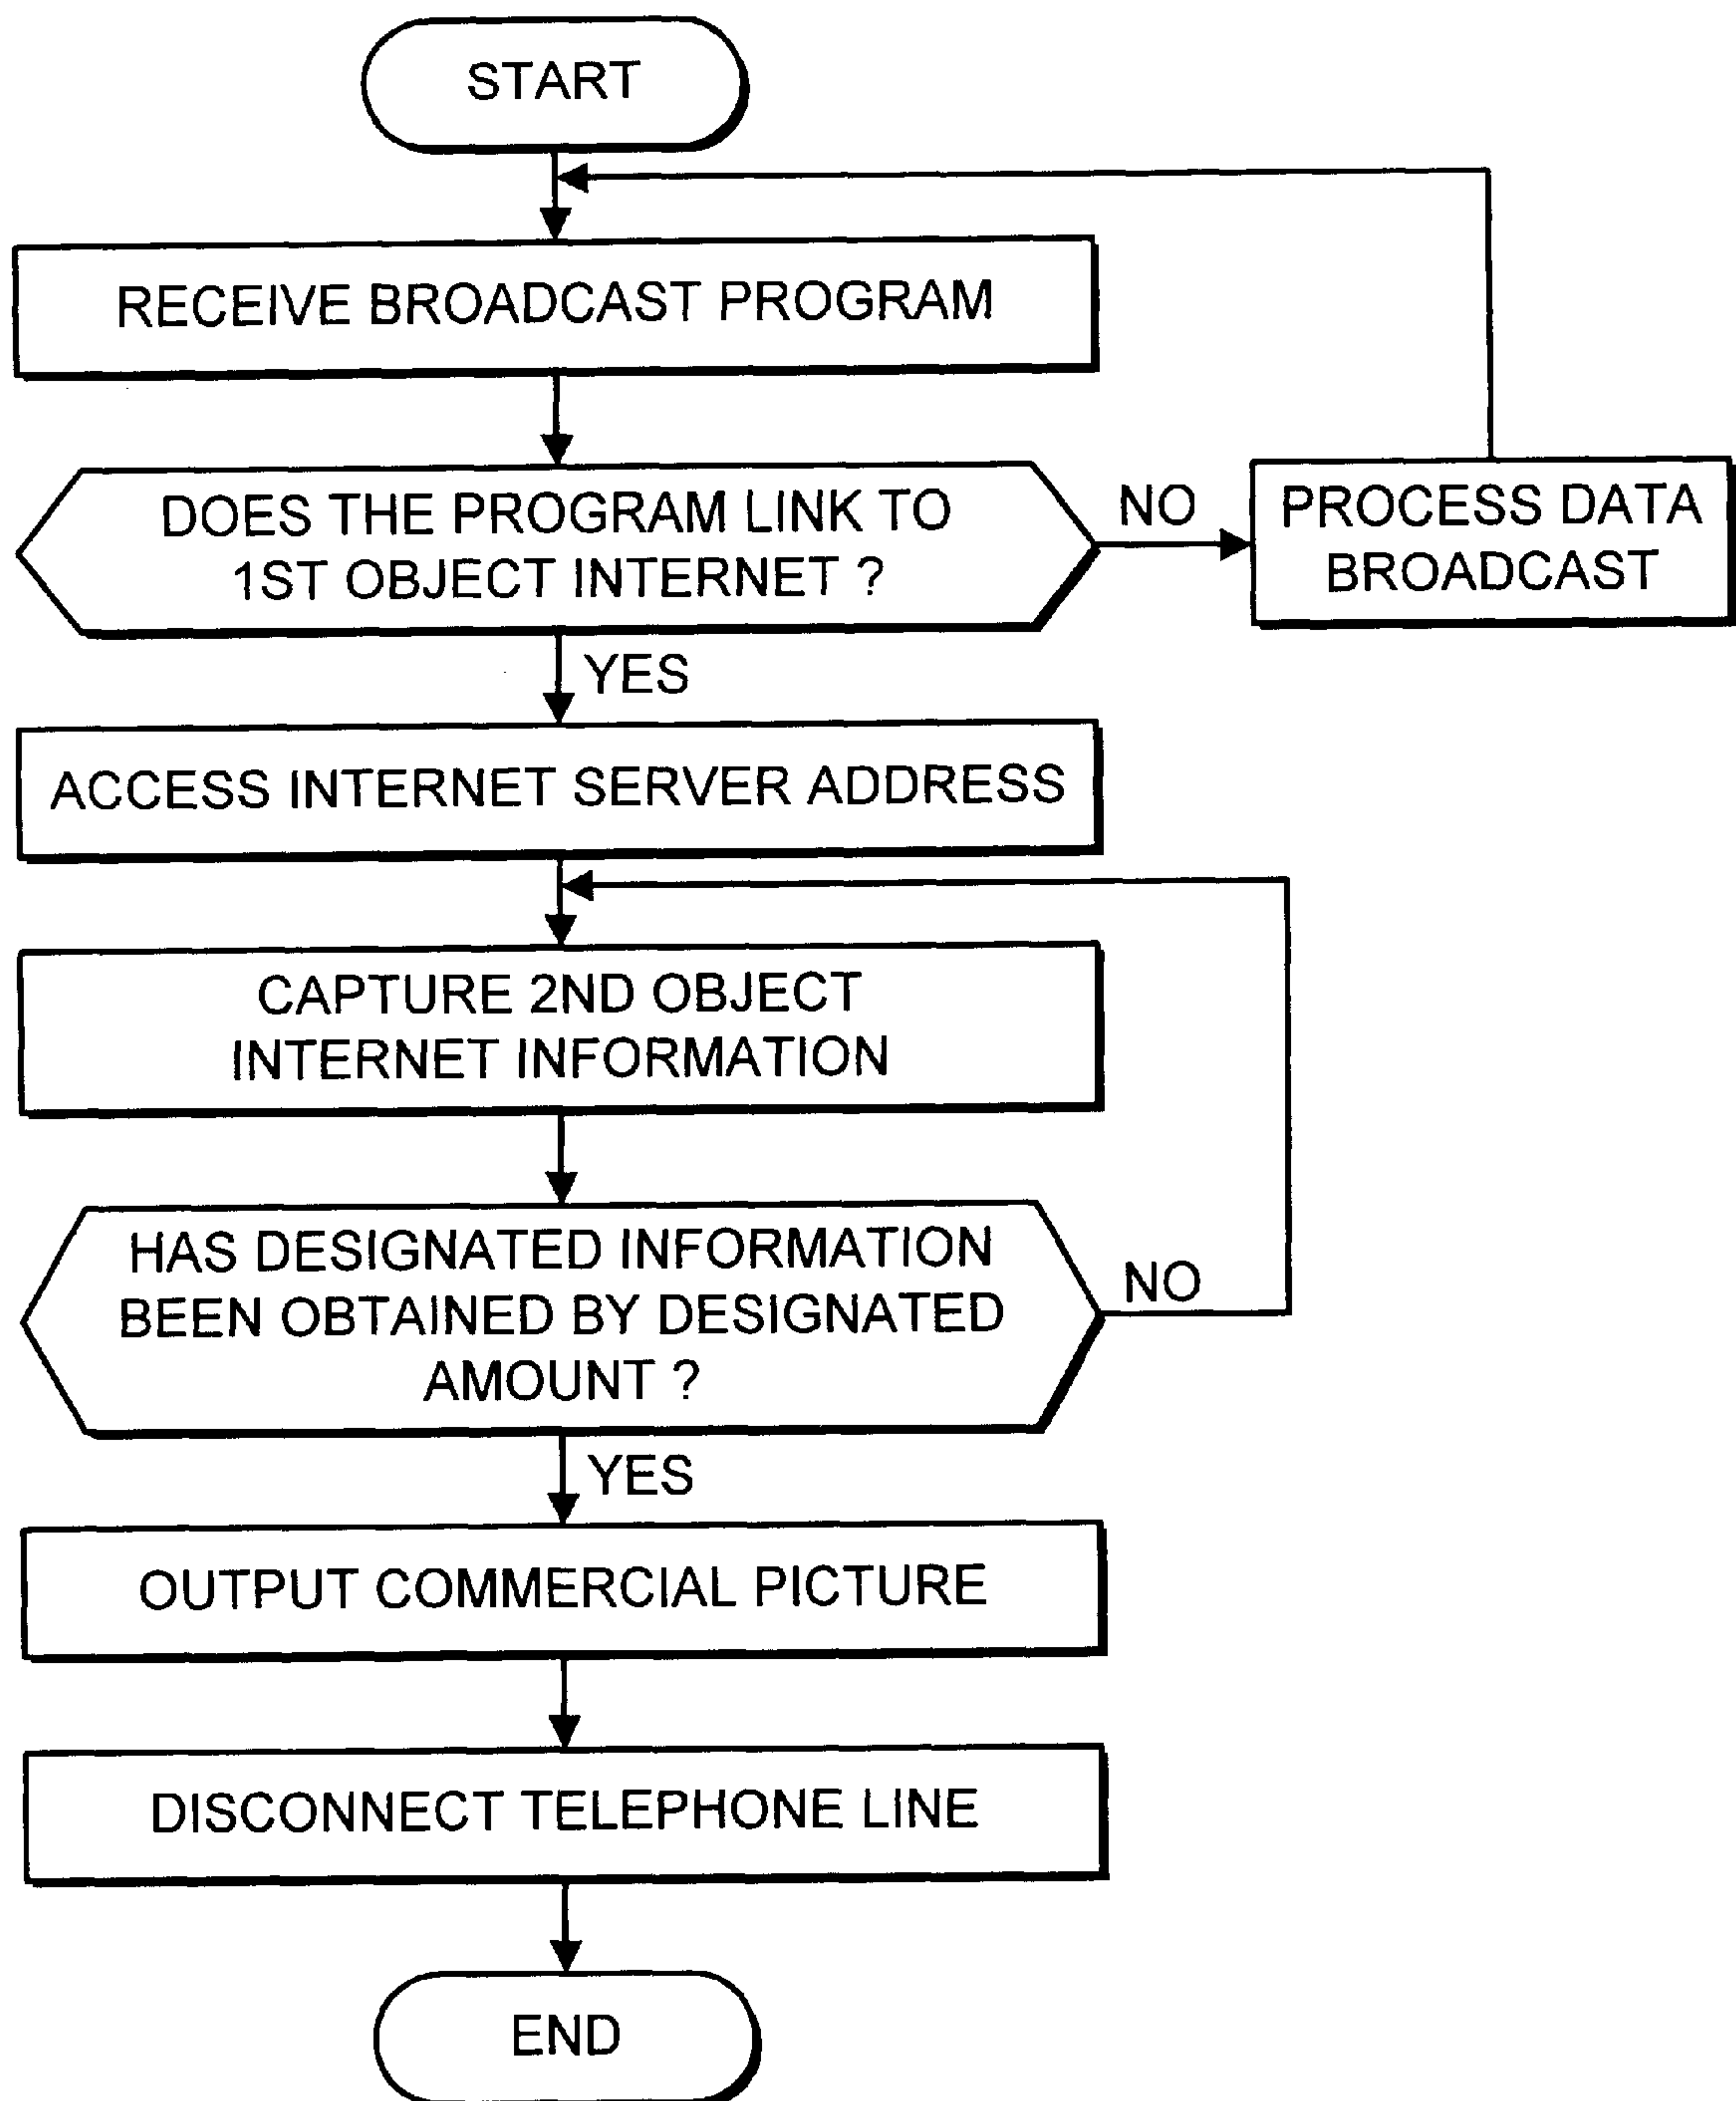 START
RECEIVE BROADCAST PROGRAM
DOES THE PROGRAM LINK TO
1ST OBJECT INTERNET ?
NO
PROCESS DATA
BROADCAST
YES
ACCESS INTERNET SERVER ADDRESS
CAPTURE 2ND OBJECT
INTERNET INFORMATION
HAS DESIGNATED INFORMATION
BEEN OBTAINED BY DESIGNATED
AMOUNT ?
NO
YES
OUTPUT COMMERCIAL PICTURE
DISCONNECT TELEPHONE LINE
END